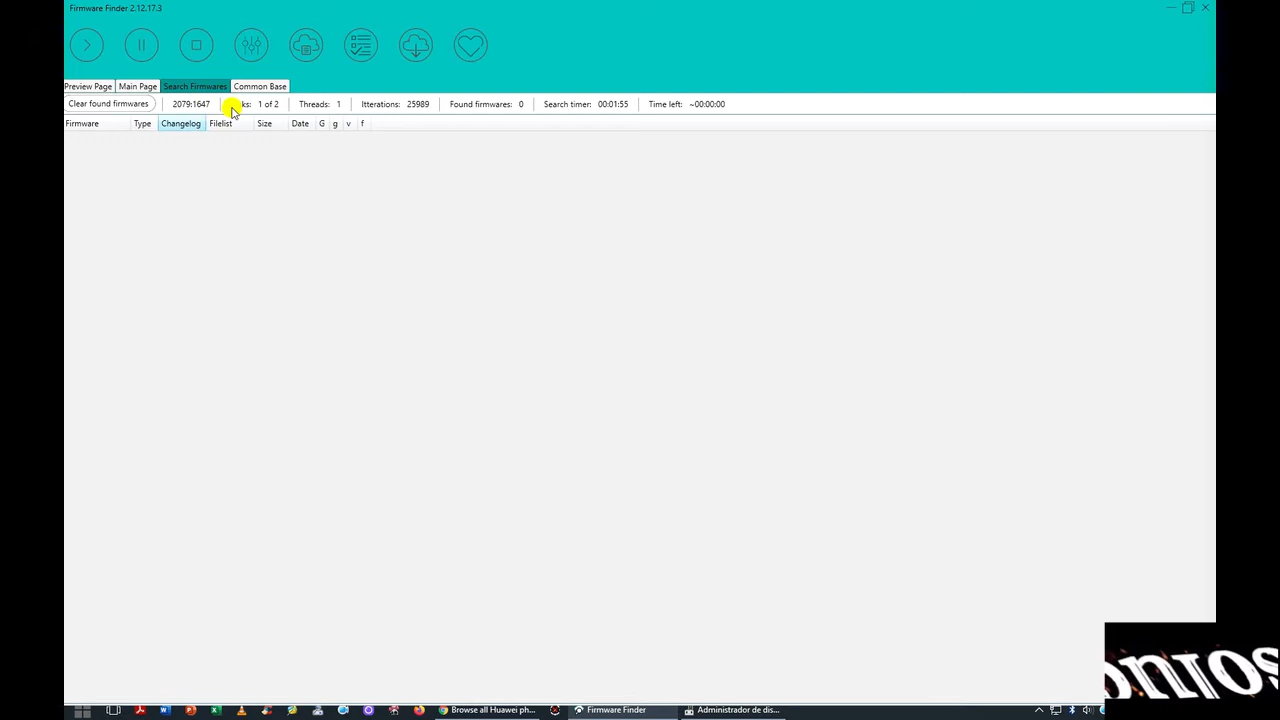 Firmware Finder 2.12.17.3
Preview Page Main Page Search Firmwares Common Base
Clear found firmwares 2079:1647 ks: 1 of 2 Threads: 1 Itterations: 25989 Found firmwares: 0 Search timer: 00:01:55 Time left: ~00:00:00
Firmware Type Changelog Filelist Size Date G g v f
Browse all Huawei ph... Firmware Finder Administrador de dis...